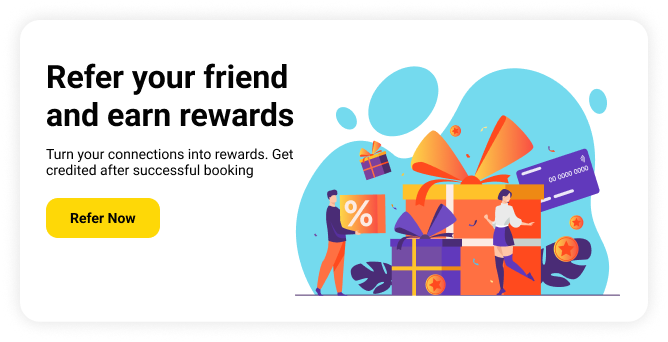 Refer your friend
and earn rewards
Turn your connections into rewards. Get
credited after successful booking
Refer Now
%
00 0000 0000